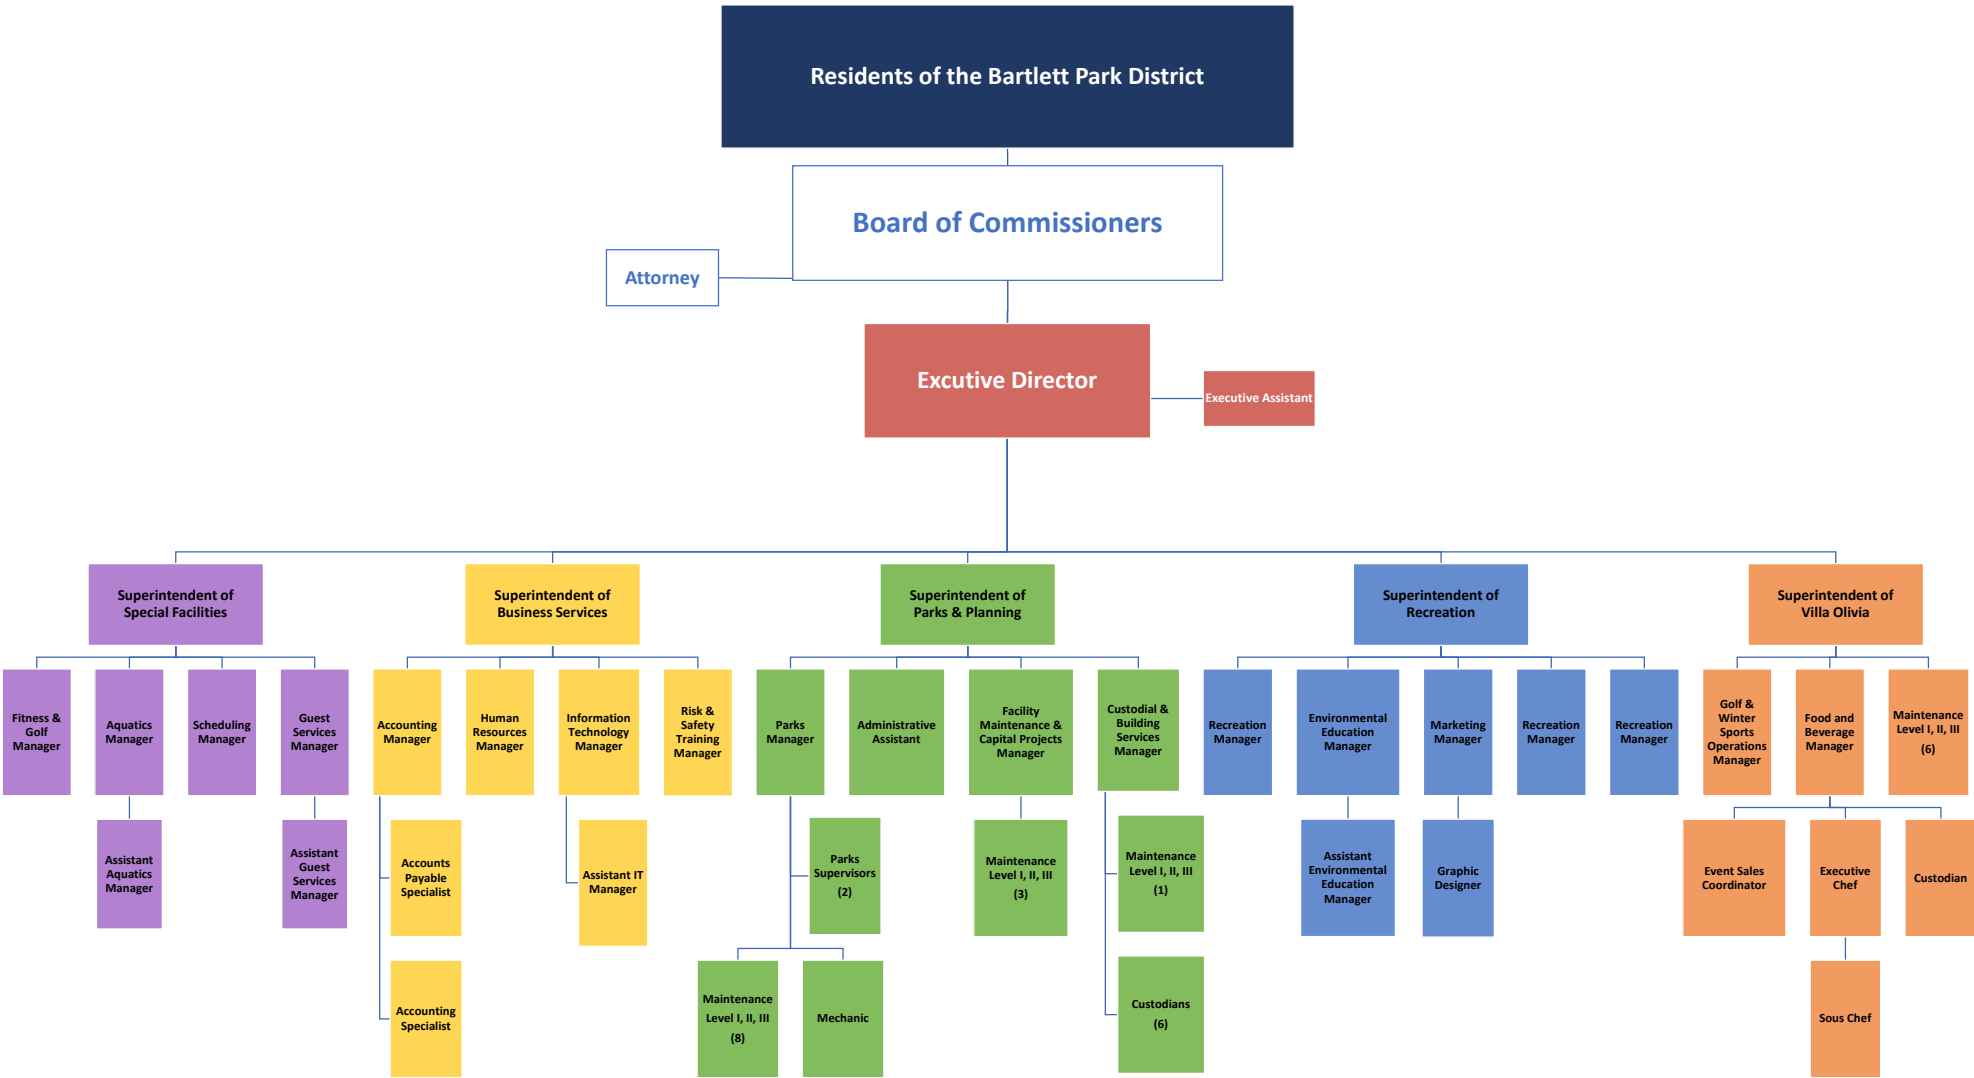 Residents of the Bartlett Park District
Board of Commissioners
Attorney
Excutive Director
Executive Assistant
Superintendent of
Special Facilities
Superintendent of
Business Services
Superintendent of
Parks & Planning
Superintendent of
Recreation
Superintendent of
Villa Olivia
Fitness &
Golf
Manager
Aquatics
Manager
Scheduling
Manager
Guest
Services
Manager
Accounting
Manager
Human
Resources
Manager
Information
Technology
Manager
Risk &
Safety
Training
Manager
Parks
Manager
Administrative
Assistant
Facility
Maintenance &
Capital Projects
Manager
Custodial &
Building
Services
Manager
Recreation
Manager
Environmental
Education
Manager
Marketing
Manager
Recreation
Manager
Recreation
Manager
Golf &
Winter
Sports
Operations
Manager
Food and
Beverage
Manager
Maintenance
Level I, II, III
(6)
Assistant
Aquatics
Manager
Assistant
Guest
Services
Manager
Accounts
Payable
Specialist
Assistant IT
Manager
Parks
Supervisors
(2)
Maintenance
Level I, II, III
(3)
Maintenance
Level I, II, III
(1)
Assistant
Environmental
Education
Manager
Graphic
Designer
Event Sales
Coordinator
Executive
Chef
Custodian
Accounting
Specialist
Maintenance
Level I, II, III
(8)
Mechanic
Custodians
(6)
Sous Chef